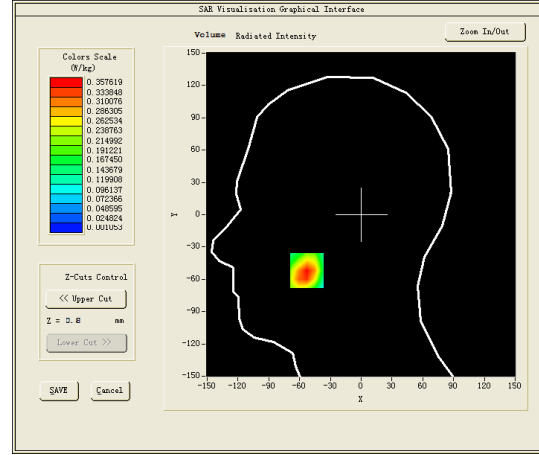 SAR Visualisation Graphical Interface
Volume Radiated Intensity
Zoom In/Out
Colors Scale
(W/kg)
0.357619
0.333848
0.310076
0.286305
0.262534
0.238763
0.214992
0.191221
0.167450
0.143679
0.119908
0.096137
0.072366
0.048595
0.024824
0.001053
Z-Cuts Control
<< Upper Cut
Z = 0.8 mm
Lower Cut >>
SAVE
Cancel
150
120
90
60
30
0
-30
-60
-90
-120
-150
Y
-150 -120 -90 -60 -30 0 30 60 90 120 150
X